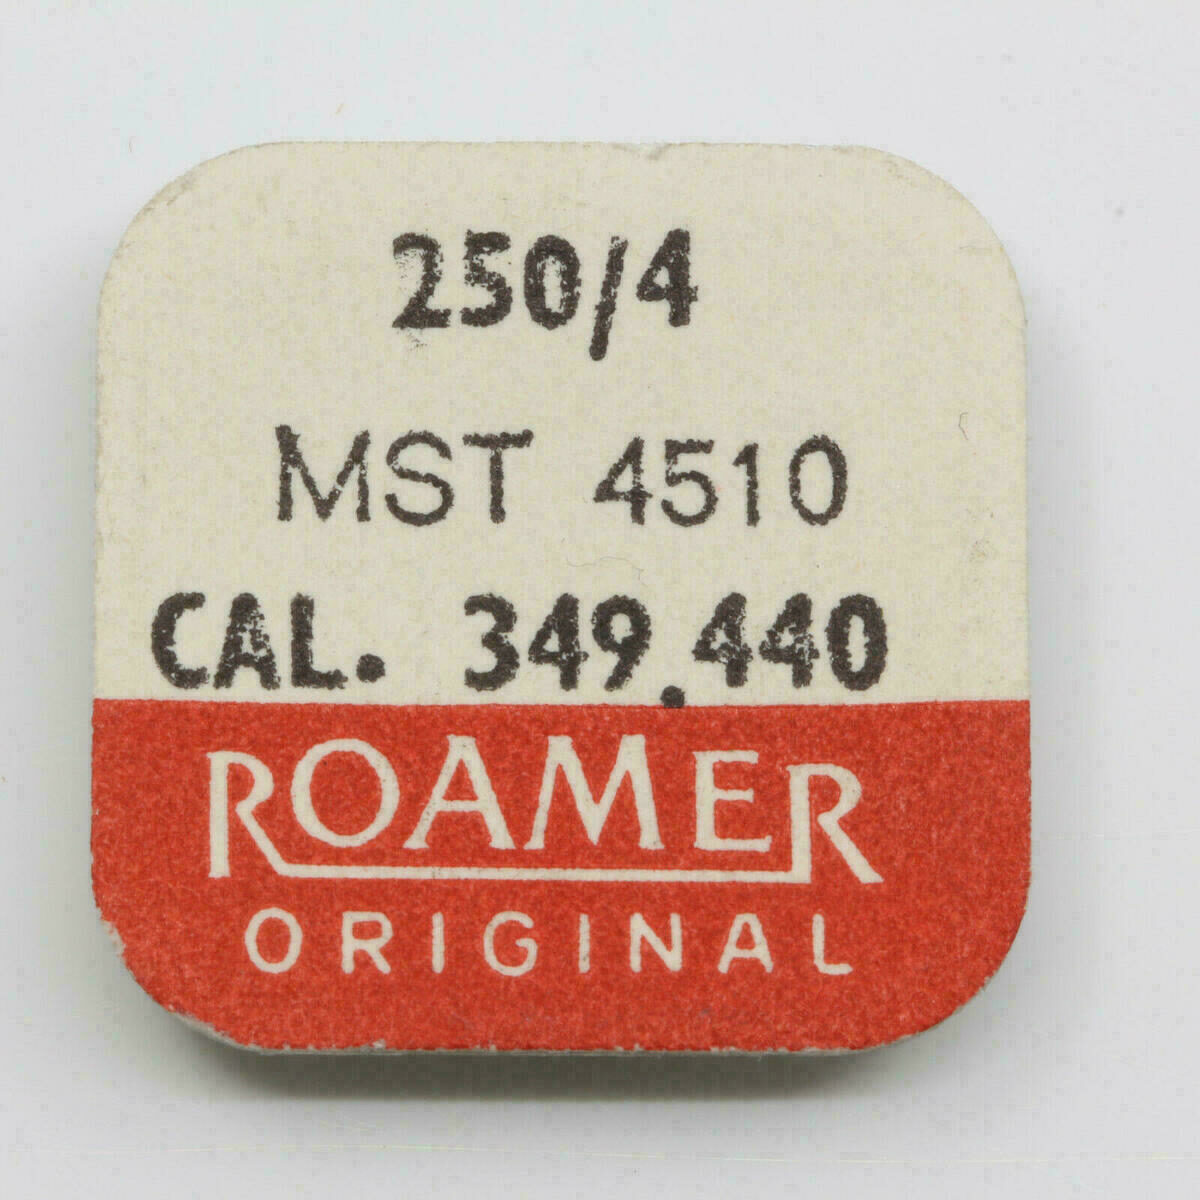 250/4
MST 4510
CAL. 349.440
ROAMER
ORIGINAL